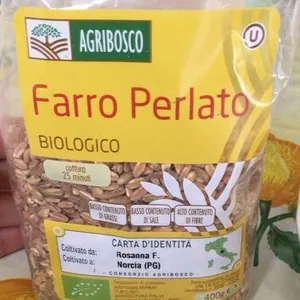 AGRIBOSCO
U
Farro Perlato
BIOLOGICO
cottura
25 minuti
BASSO CONTENUTO
DI GRASSI
BASSO CONTENUTO
DI SALE
ALTO CONTENUTO
DI FIBRE
CARTA D'IDENTITÀ
Coltivato da: Rosanna F.
Coltivato a: Norcia (PG)
CONSORZIO AGRIBOSCO